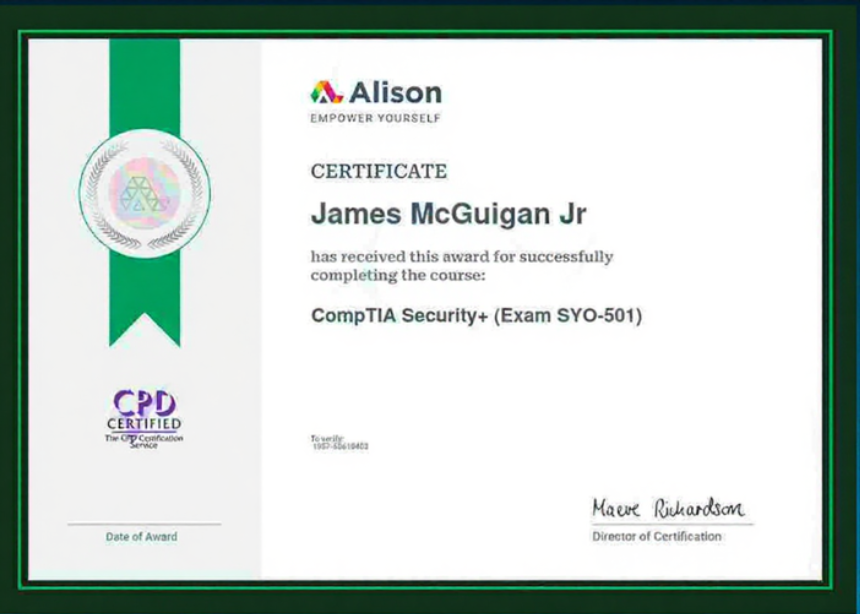 Alison
EMPOWER YOURSELF
CERTIFICATE
James McGuigan Jr
has received this award for successfully
completing the course:
CompTIA Security+ (Exam SYO-501)
CPD
CERTIFIED
The CPD Certification
Service
To verify:
Date of Award
Maeve Richardson
Director of Certification